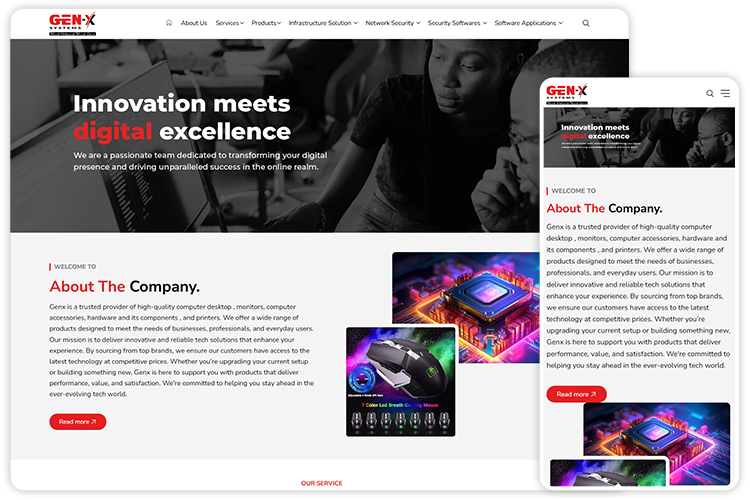 GEN-X
SYSTEMS
About Us Services Products Infrastructure Solution Network Security Security Softwares Software Applications
Innovation meets
digital excellence
We are a passionate team dedicated to transforming your digital
presence and driving unparalleled success in the online realm.
WELCOME TO
About The Company.
Genx is a trusted provider of high-quality computer desktop , monitors, computer
accessories, hardware and its components , and printers. We offer a wide range of
products designed to meet the needs of businesses, professionals, and everyday users.
Our mission is to deliver innovative and reliable tech solutions that enhance your
experience. By sourcing from top brands, we ensure our customers have access to the
latest technology at competitive prices. Whether you're upgrading your current setup
or building something new, Genx is here to support you with products that deliver
performance, value, and satisfaction. We're committed to helping you stay ahead in the
ever-evolving tech world.
Read more
7 Color Led Breath Gaming Mouse
OUR SERVICE
GEN-X
SYSTEMS
Innovation meets
digital excellence
WELCOME TO
About The Company.
Genx is a trusted provider of high-quality computer
desktop , monitors, computer accessories, hardware and
its components , and printers. We offer a wide range of
products designed to meet the needs of businesses,
professionals, and everyday users. Our mission is to
deliver innovative and reliable tech solutions that
enhance your experience. By sourcing from top brands,
we ensure our customers have access to the latest
technology at competitive prices. Whether you're
upgrading your current setup or building something new,
Genx is here to support you with products that deliver
performance, value, and satisfaction. We're committed to
helping you stay ahead in the ever-evolving tech world.
Read more